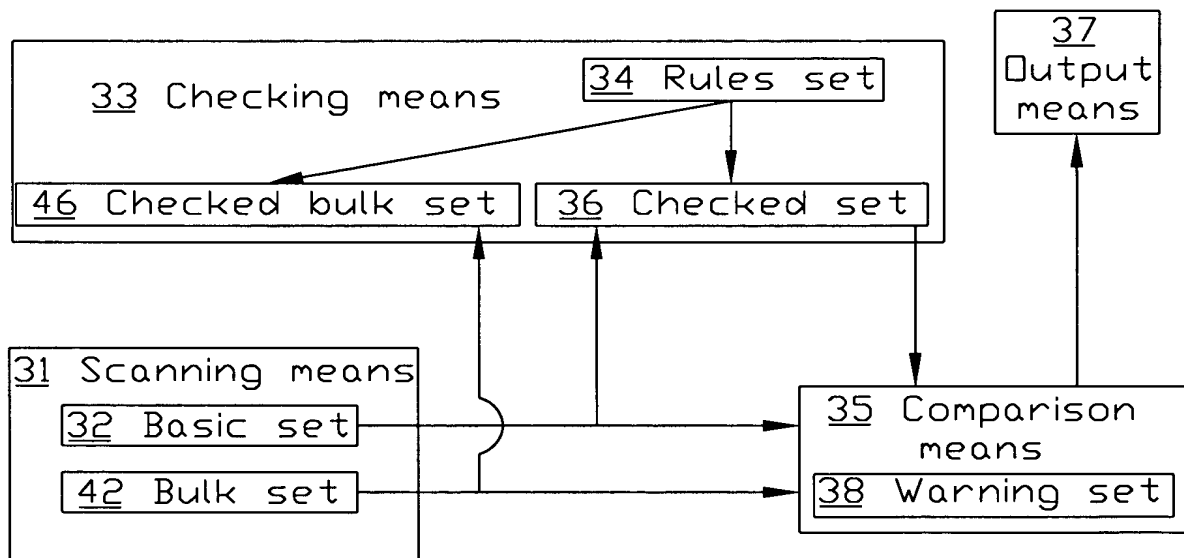 37
Output
means
34 Rules set
33 Checking means
46 Checked bulk set
36 Checked set
31 Scanning means
32 Basic set
42 Bulk set
35 Comparison
means
38 Warning set